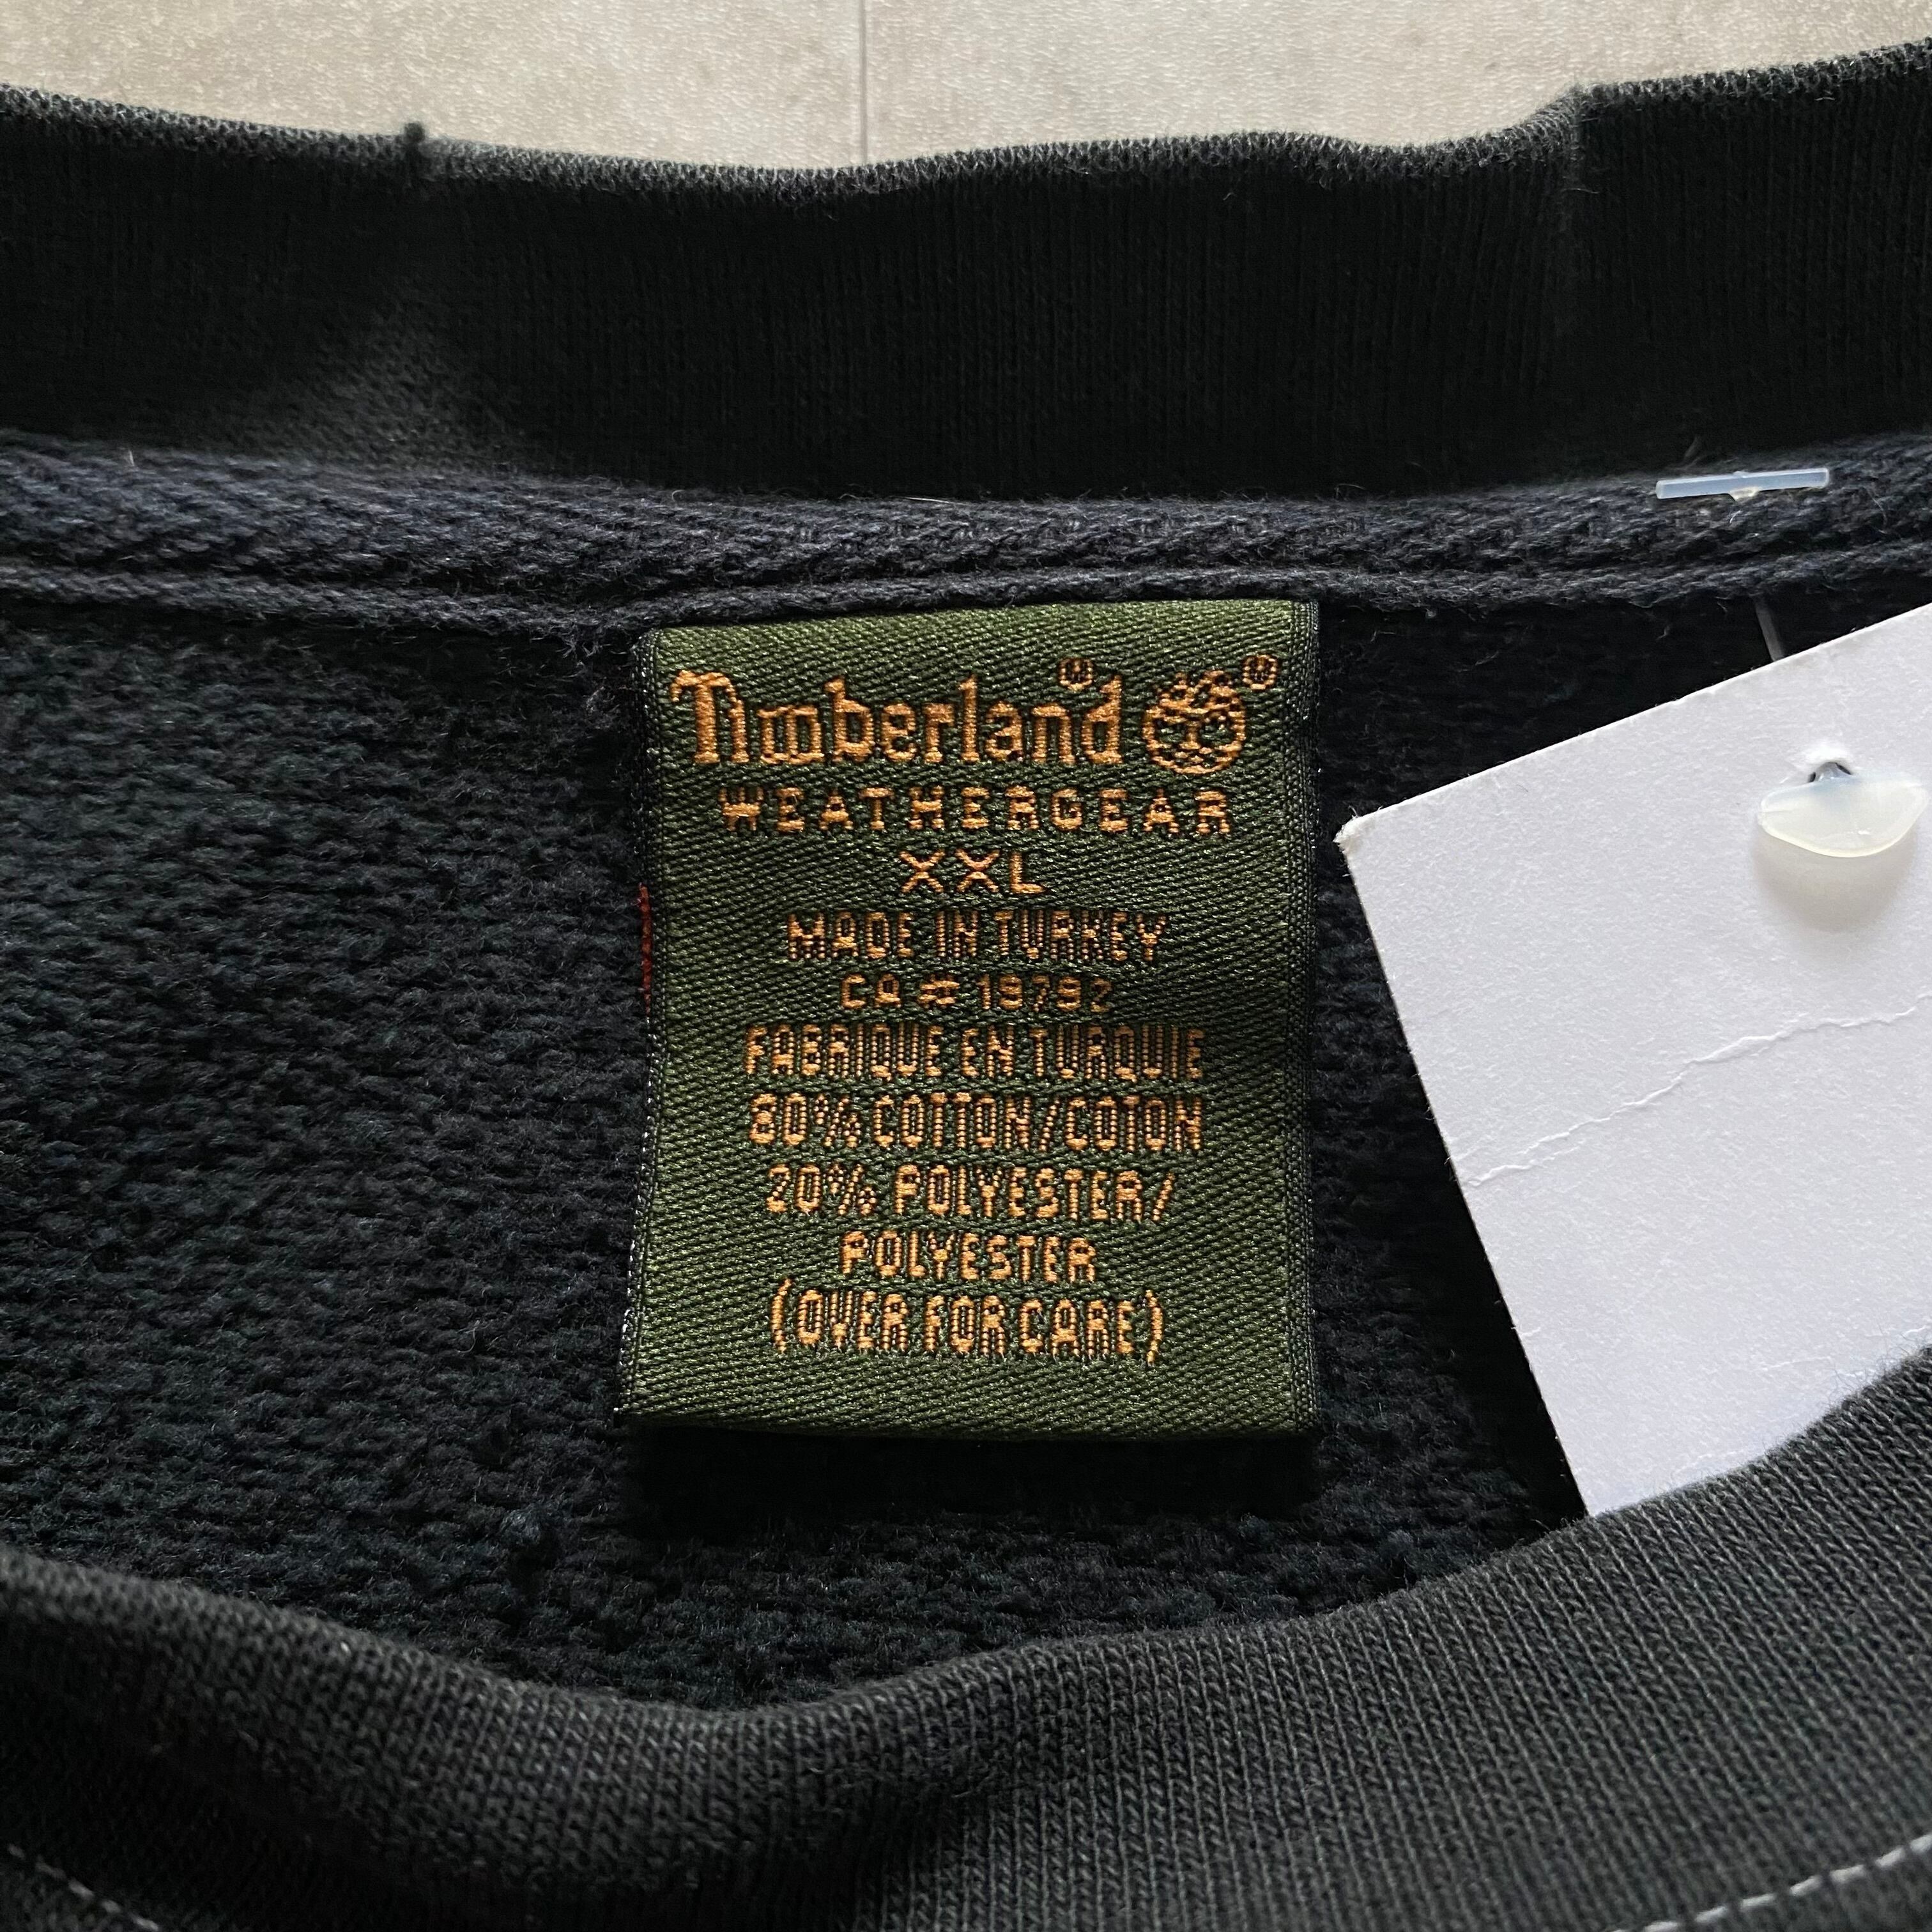 Timberland ®
WEATHERGEAR
XXL
MADE IN TURKEY
CA # 19792
FABRIQUE EN TURQUIE
80% COTTON/COTON
20% POLYESTER/
POLYESTER
(OVER FOR CARE)